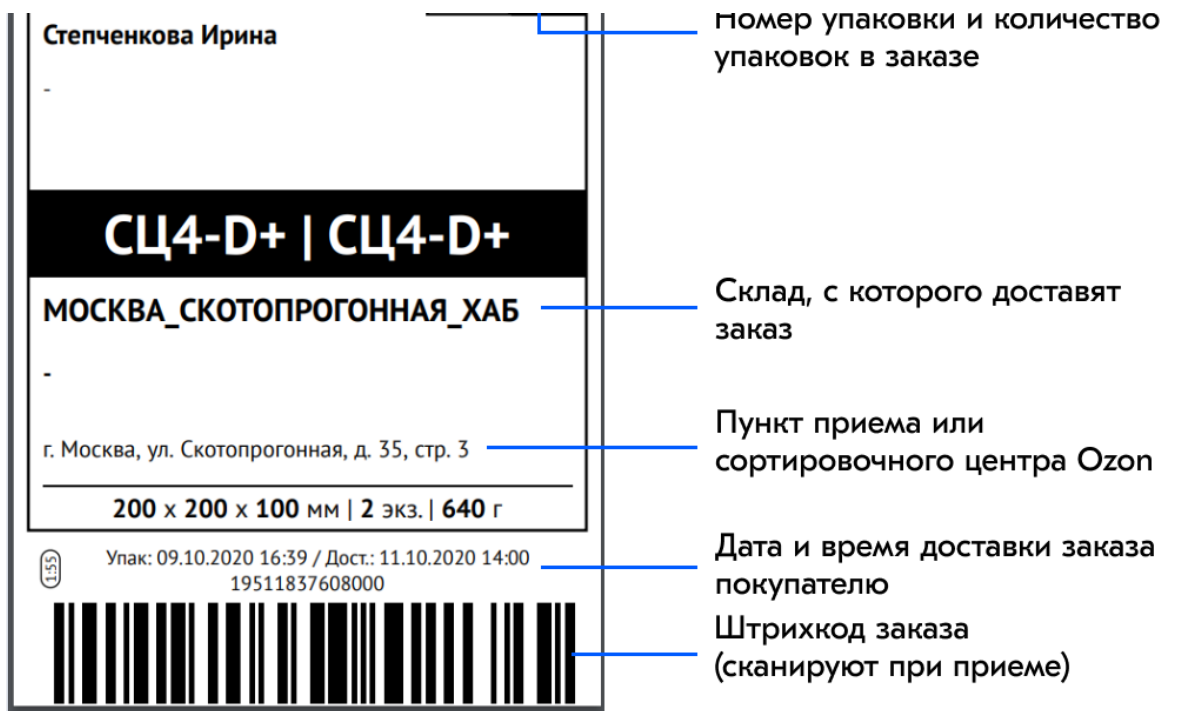 Степченкова Ирина
-
СЦ4-D+ | СЦ4-D+
МОСКВА_СКОТОПРОГОННАЯ_ХАБ
-
г. Москва, ул. Скотопрогонная, д. 35, стр. 3
200 x 200 x 100 мм | 2 экз. | 640 г
1:55
Упак: 09.10.2020 16:39 / Дост.: 11.10.2020 14:00
19511837608000
Номер упаковки и количество
упаковок в заказе
Склад, с которого доставят
заказ
Пункт приема или
сортировочного центра Ozon
Дата и время доставки заказа
покупателю
Штрихкод заказа
(сканируют при приеме)